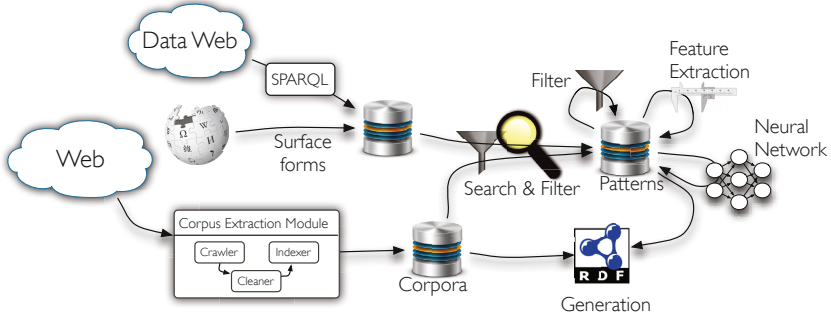 Data Web
SPARQL
Web
Surface
forms
Search & Filter
Filter
Feature
Extraction
Patterns
Neural
Network
Corpus Extraction Module
Crawler
Indexer
Cleaner
Corpora
RDF
Generation
Ω
W
И